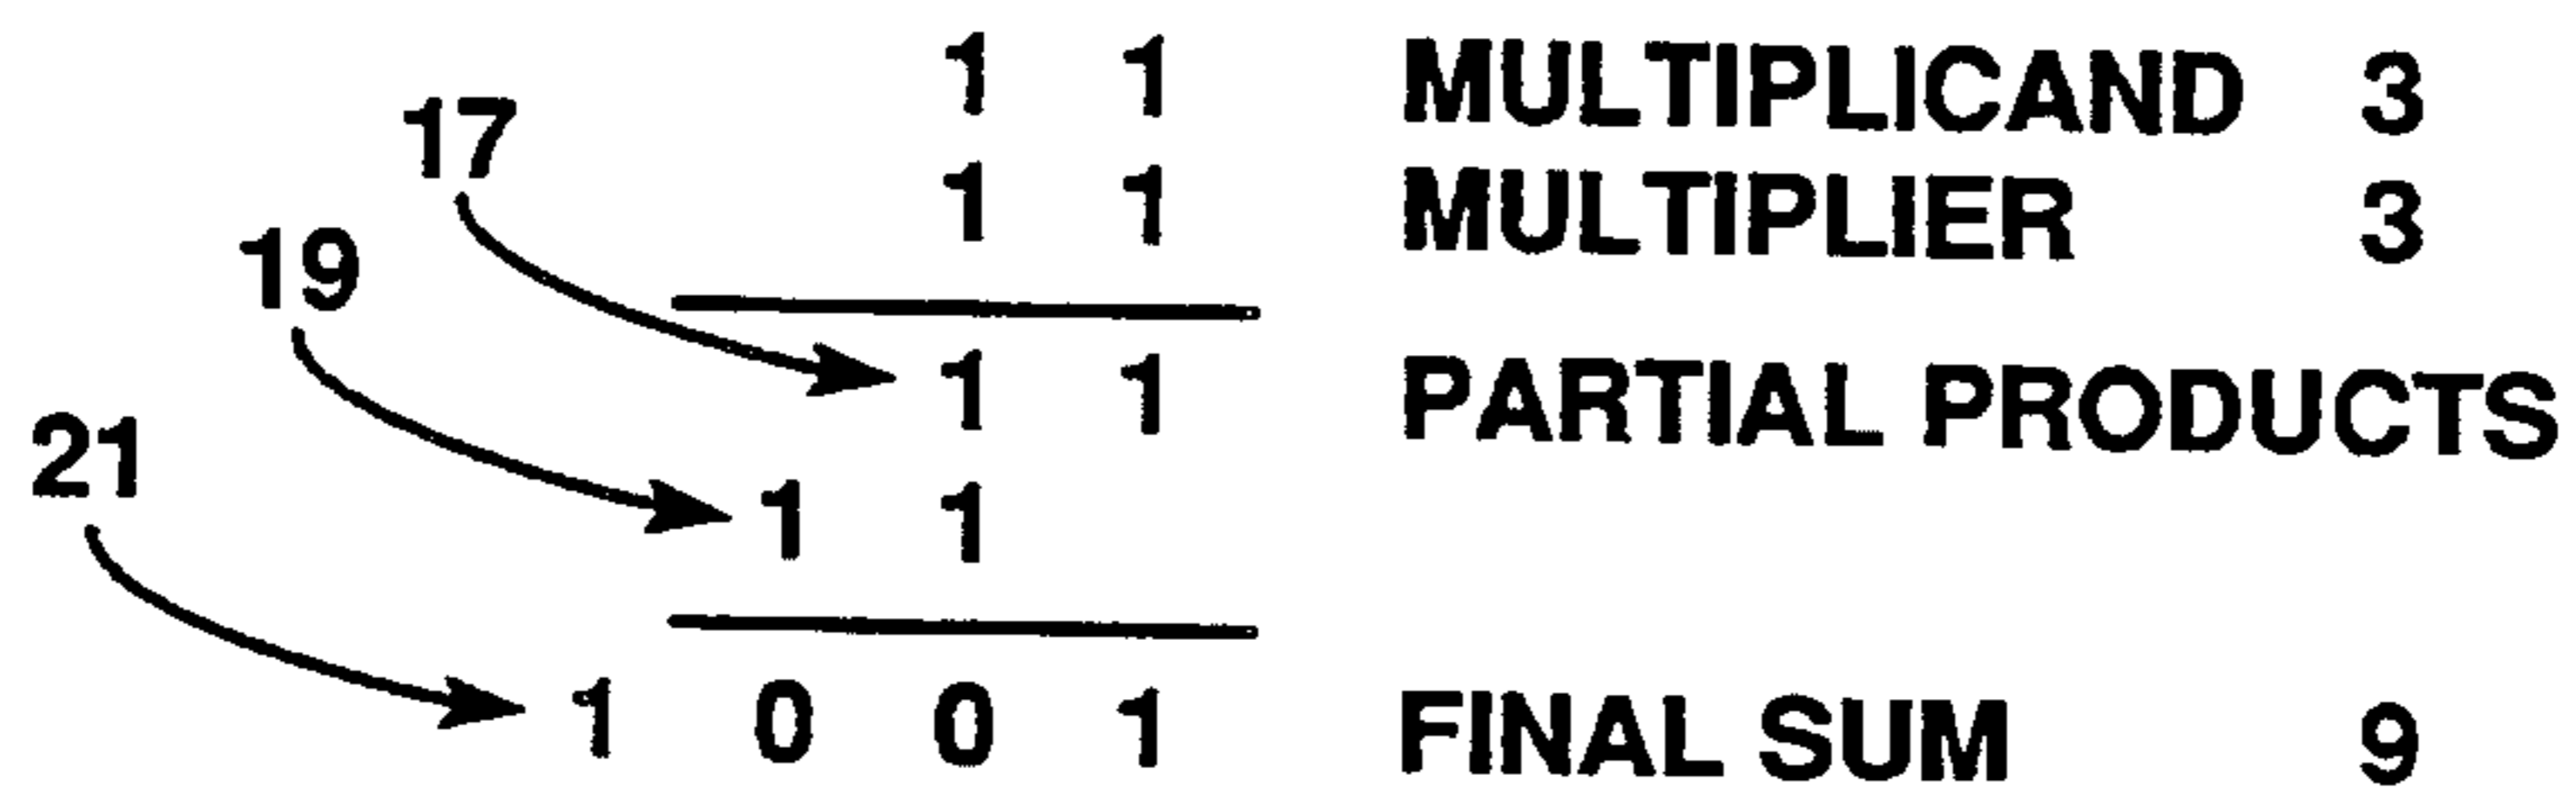 1 1 MULTIPLICAND 3
17
1 1 MULTIPLIER 3
19
1 1 PARTIAL PRODUCTS
21
1 1
1 0 0 1 FINAL SUM 9